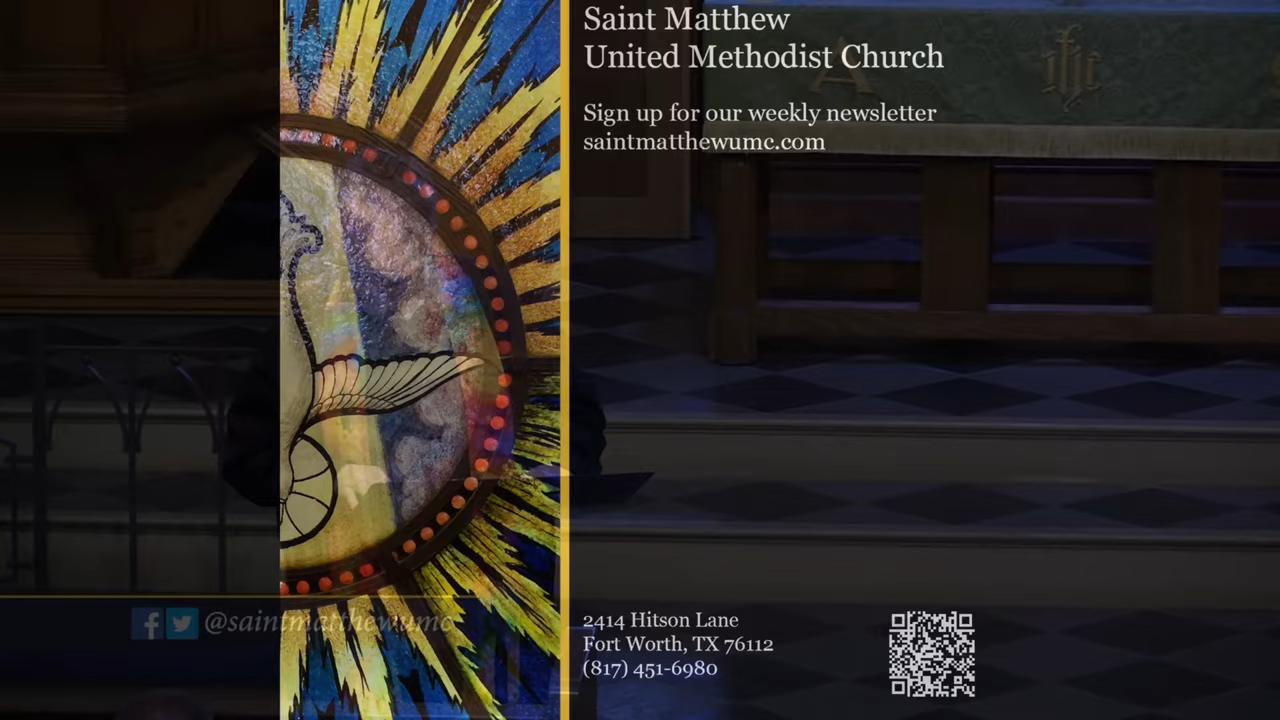 Saint Matthew
United Methodist Church
Sign up for our weekly newsletter
saintmatthewumc.com
A
@saintmatthewumc
2414 Hitson Lane
Fort Worth, TX 76112
(817) 451-6980